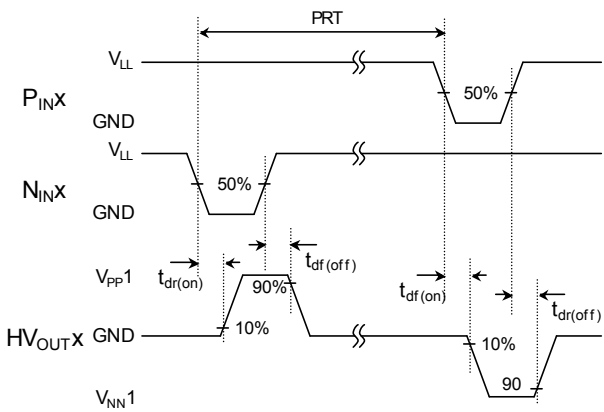 PRT
VLL
PINX
50%
GND
VLL
NINX
50%
GND
tdr(on)
tdf(off)
VPP1
90%
tdf(on)
tdr(off)
HVOUTX
GND
10%
10%
90
VNN1